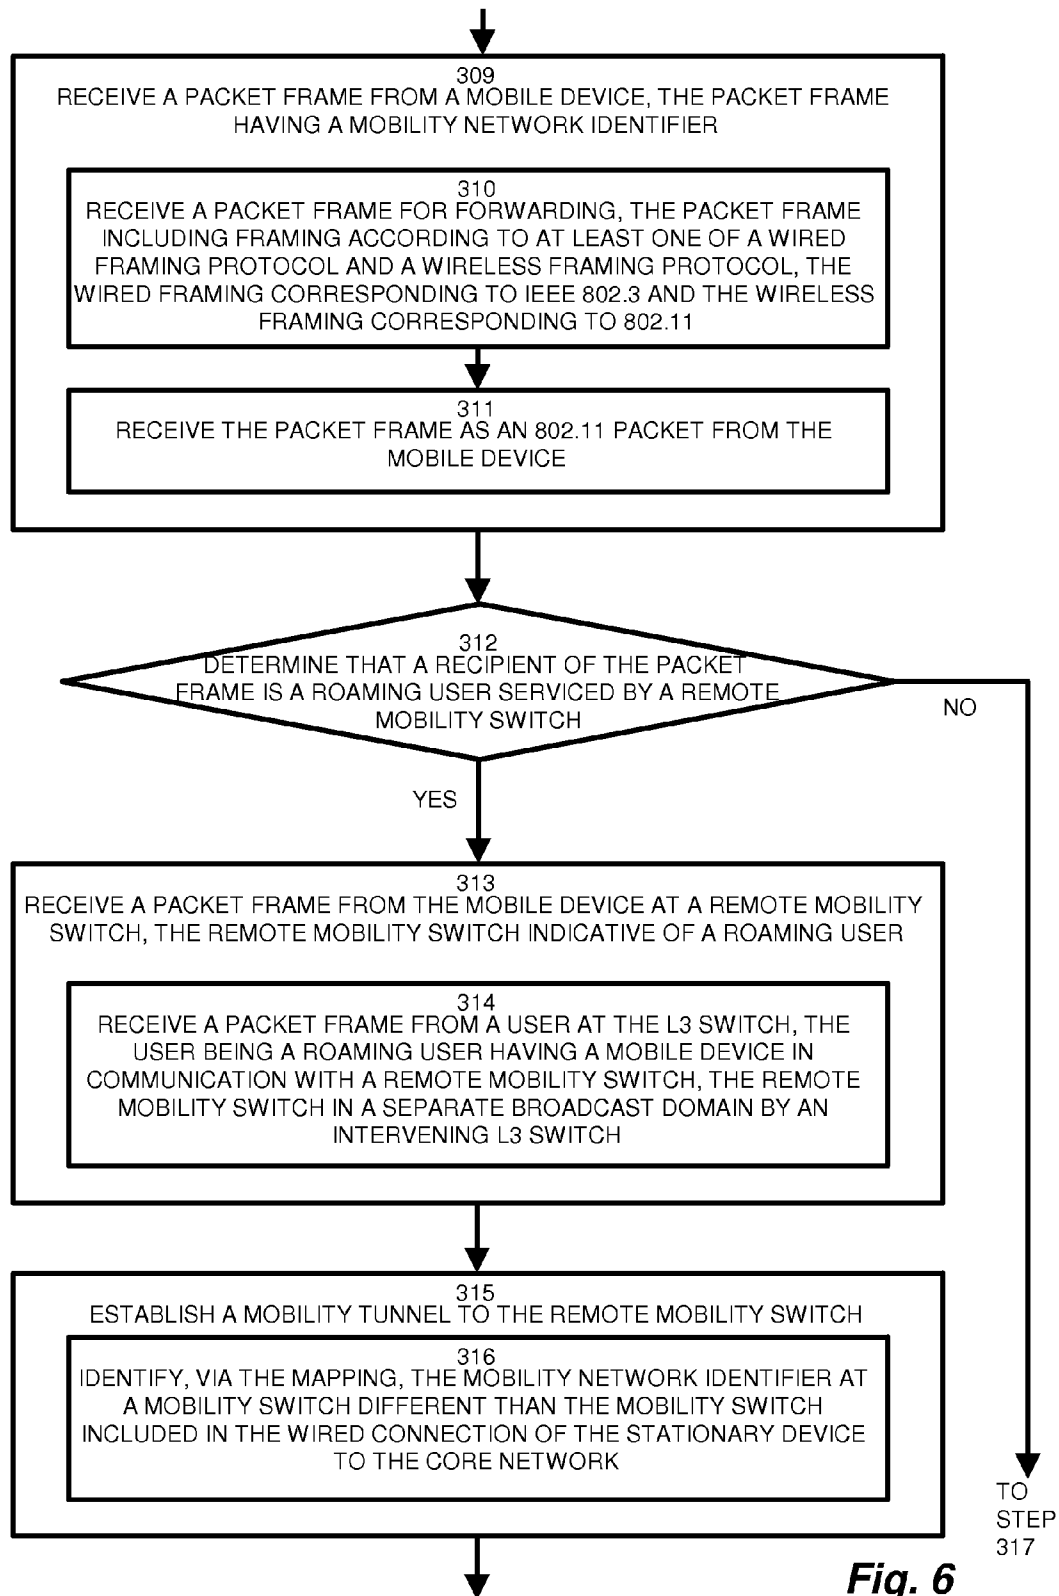 309
RECEIVE A PACKET FRAME FROM A MOBILE DEVICE, THE PACKET FRAME
HAVING A MOBILITY NETWORK IDENTIFIER
310
RECEIVE A PACKET FRAME FOR FORWARDING, THE PACKET FRAME
INCLUDING FRAMING ACCORDING TO AT LEAST ONE OF A WIRED
FRAMING PROTOCOL AND A WIRELESS FRAMING PROTOCOL, THE
WIRED FRAMING CORRESPONDING TO IEEE 802.3 AND THE WIRELESS
FRAMING CORRESPONDING TO 802.11
311
RECEIVE THE PACKET FRAME AS AN 802.11 PACKET FROM THE
MOBILE DEVICE
312
DETERMINE THAT A RECIPIENT OF THE PACKET
FRAME IS A ROAMING USER SERVICED BY A REMOTE
MOBILITY SWITCH
NO
YES
313
RECEIVE A PACKET FRAME FROM THE MOBILE DEVICE AT A REMOTE MOBILITY
SWITCH, THE REMOTE MOBILITY SWITCH INDICATIVE OF A ROAMING USER
314
RECEIVE A PACKET FRAME FROM A USER AT THE L3 SWITCH, THE
USER BEING A ROAMING USER HAVING A MOBILE DEVICE IN
COMMUNICATION WITH A REMOTE MOBILITY SWITCH, THE REMOTE
MOBILITY SWITCH IN A SEPARATE BROADCAST DOMAIN BY AN
INTERVENING L3 SWITCH
315
ESTABLISH A MOBILITY TUNNEL TO THE REMOTE MOBILITY SWITCH
316
IDENTIFY, VIA THE MAPPING, THE MOBILITY NETWORK IDENTIFIER AT
A MOBILITY SWITCH DIFFERENT THAN THE MOBILITY SWITCH
INCLUDED IN THE WIRED CONNECTION OF THE STATIONARY DEVICE
TO THE CORE NETWORK
TO
STEP
317
Fig. 6